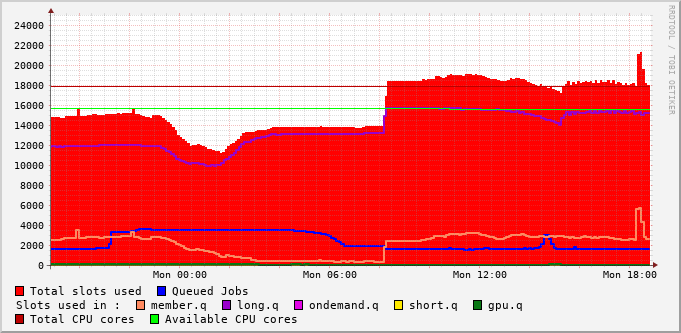 RRDTOOL / TOBI OETIKER
24000
22000
20000
18000
16000
14000
12000
10000
8000
6000
4000
2000
0
Mon 00:00 Mon 06:00 Mon 12:00 Mon 18:00
Total slots used Queued Jobs
Slots used in : member.q long.q ondemand.q short.q gpu.q
Total CPU cores Available CPU cores